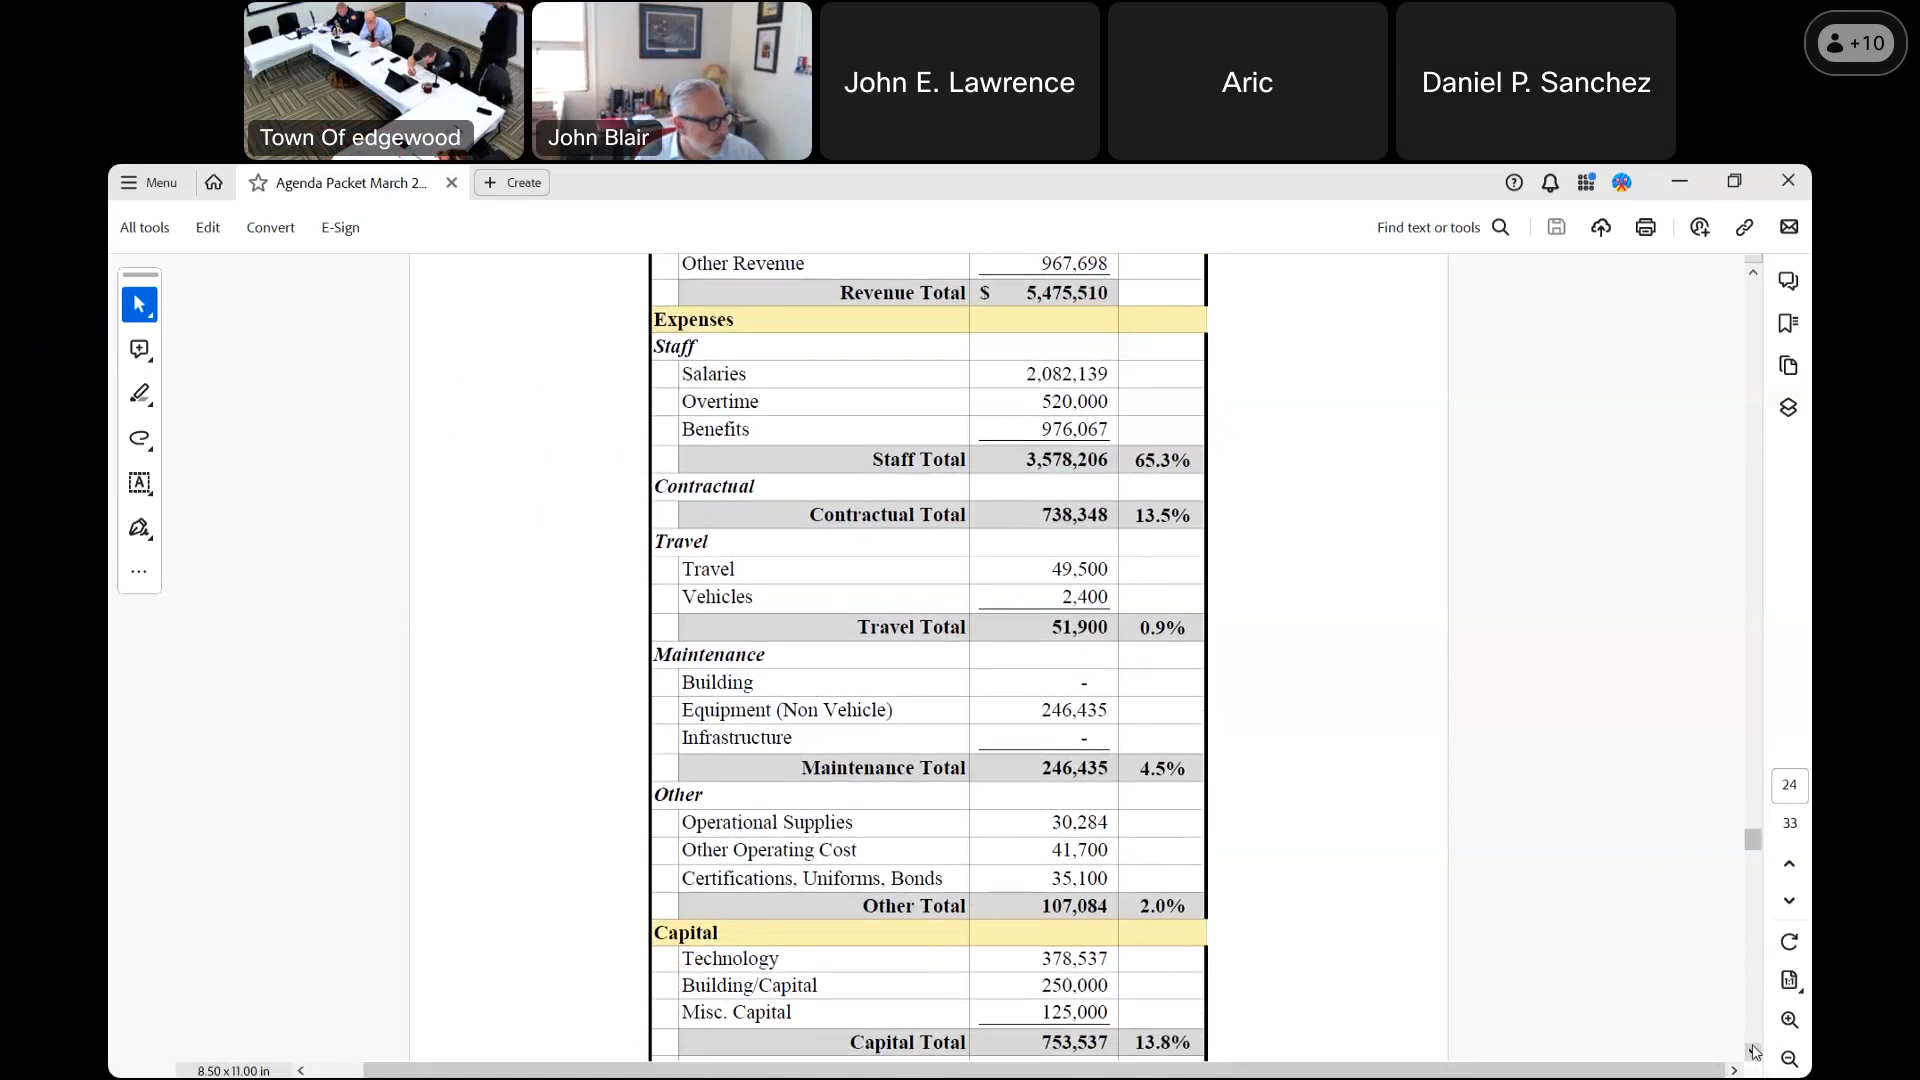 Town Of edgewood
John Blair
John E. Lawrence
Aric
Daniel P. Sanchez
+10
Menu
Agenda Packet March 2...
Create
All tools
Edit
Convert
E-Sign
Find text or tools
Other Revenue 967,698
Revenue Total $ 5,475,510
Expenses
Staff
Salaries 2,082,139
Overtime 520,000
Benefits 976,067
Staff Total 3,578,206 65.3%
Contractual
Contractual Total 738,348 13.5%
Travel
Travel 49,500
Vehicles 2,400
Travel Total 51,900 0.9%
Maintenance
Building -
Equipment (Non Vehicle) 246,435
Infrastructure -
Maintenance Total 246,435 4.5%
Other
Operational Supplies 30,284
Other Operating Cost 41,700
Certifications, Uniforms, Bonds 35,100
Other Total 107,084 2.0%
Capital
Technology 378,537
Building/Capital 250,000
Misc. Capital 125,000
Capital Total 753,537 13.8%
24
33
8.50 x 11.00 in